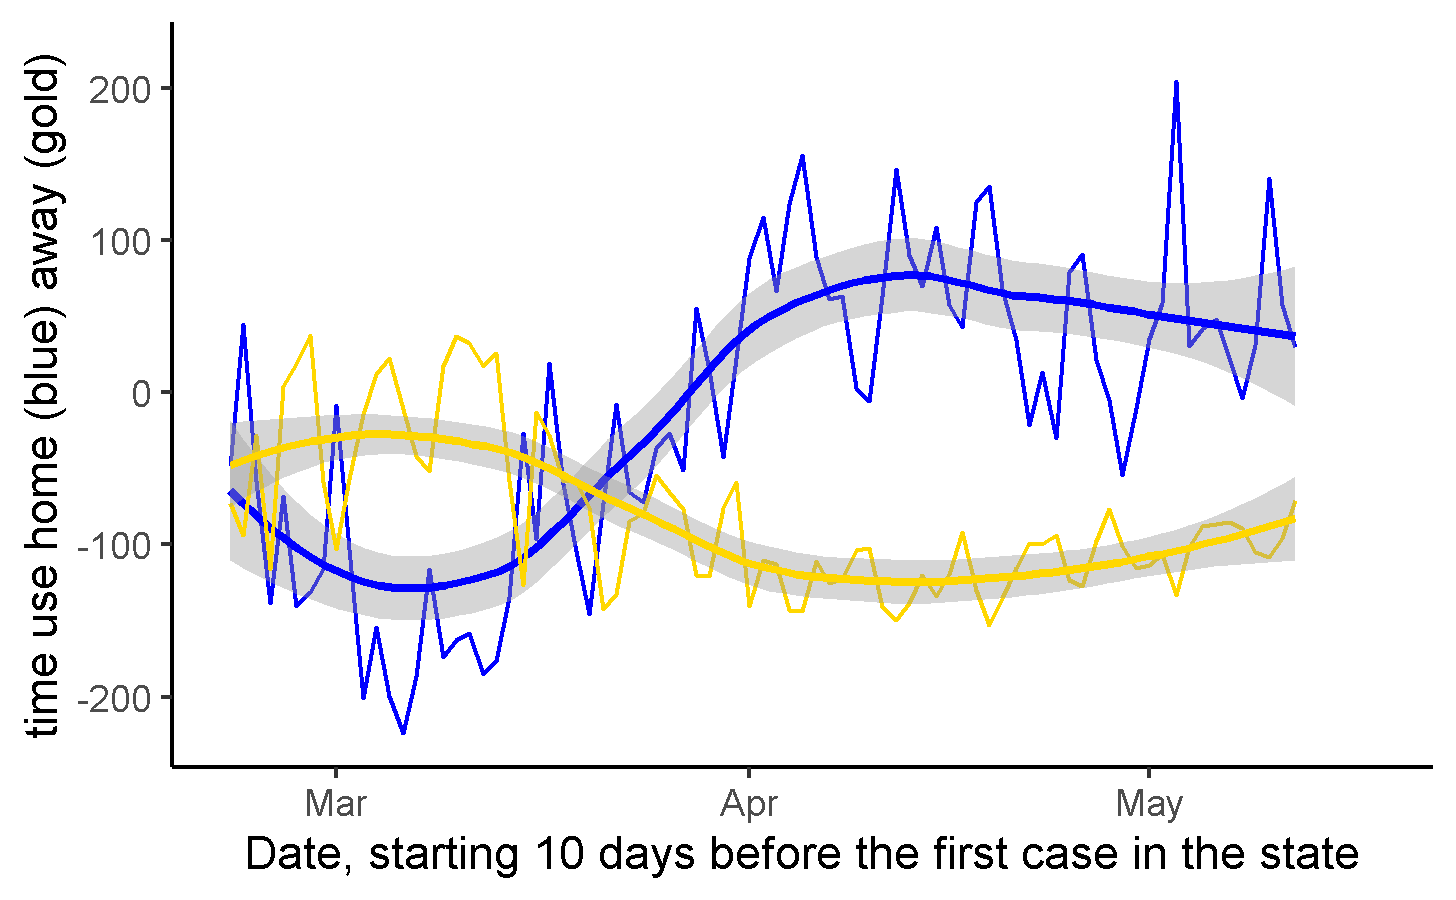 time use home (blue) away (gold)
200
100
0
-100
-200
Mar
Apr
May
Date, starting 10 days before the first case in the state